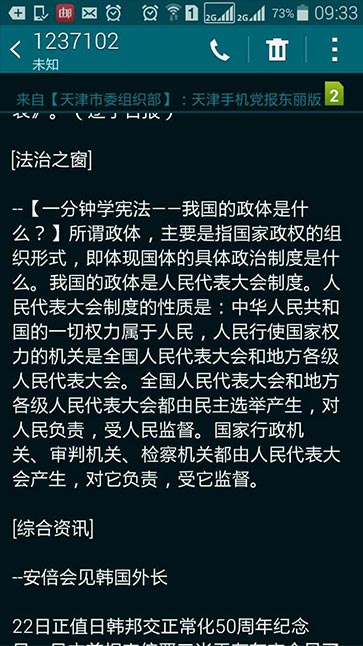 09:33
73%
1
2G
2G
1237102
未知
来自【天津市委组织部】：天津手机党报东丽版
2
[法治之窗]
--【一分钟学宪法——我国的政体是什
么？】所谓政体，主要是指国家政权的组
织形式，即体现国体的具体政治制度是什
么。我国的政体是人民代表大会制度。人
民代表大会制度的性质是：中华人民共和
国的一切权力属于人民，人民行使国家权
力的机关是全国人民代表大会和地方各级
人民代表大会。全国人民代表大会和地方
各级人民代表大会都由民主选举产生，对
人民负责，受人民监督。国家行政机
关、审判机关、检察机关都由人民代表大
会产生，对它负责，受它监督。
[综合资讯]
--安倍会见韩国外长
22日正值日韩邦交正常化50周年纪念